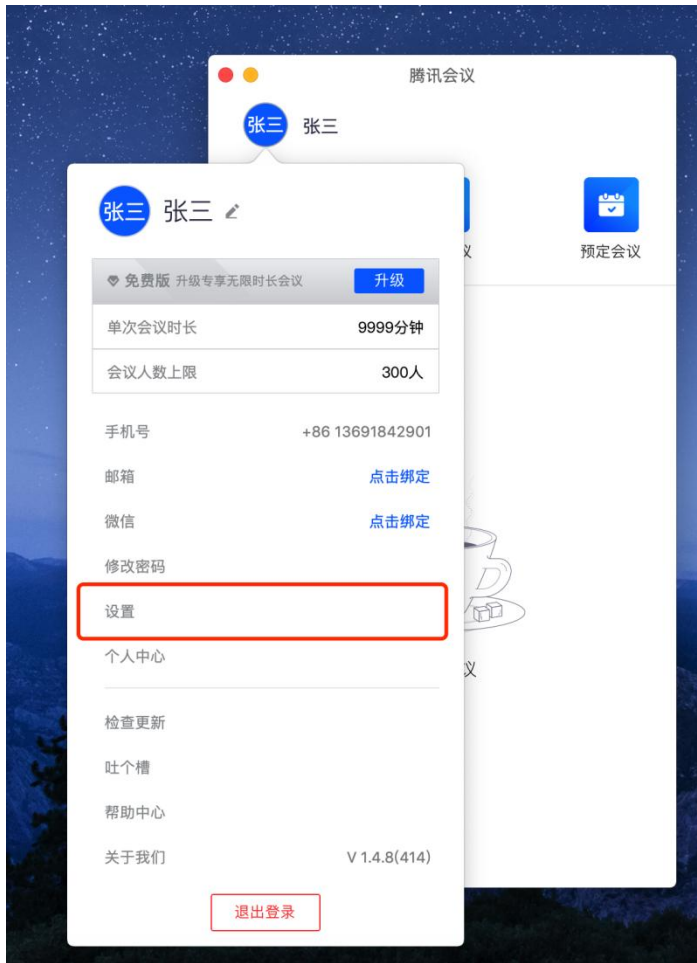 腾讯会议
张三 张三
张三 张三
议 预定会议
免费版 升级专享无限时长会议 升级
单次会议时长 9999分钟
会议人数上限 300人
手机号 +86 13691842901
邮箱 点击绑定
微信 点击绑定
修改密码
设置
个人中心
议
检查更新
吐个槽
帮助中心
关于我们 V 1.4.8(414)
退出登录